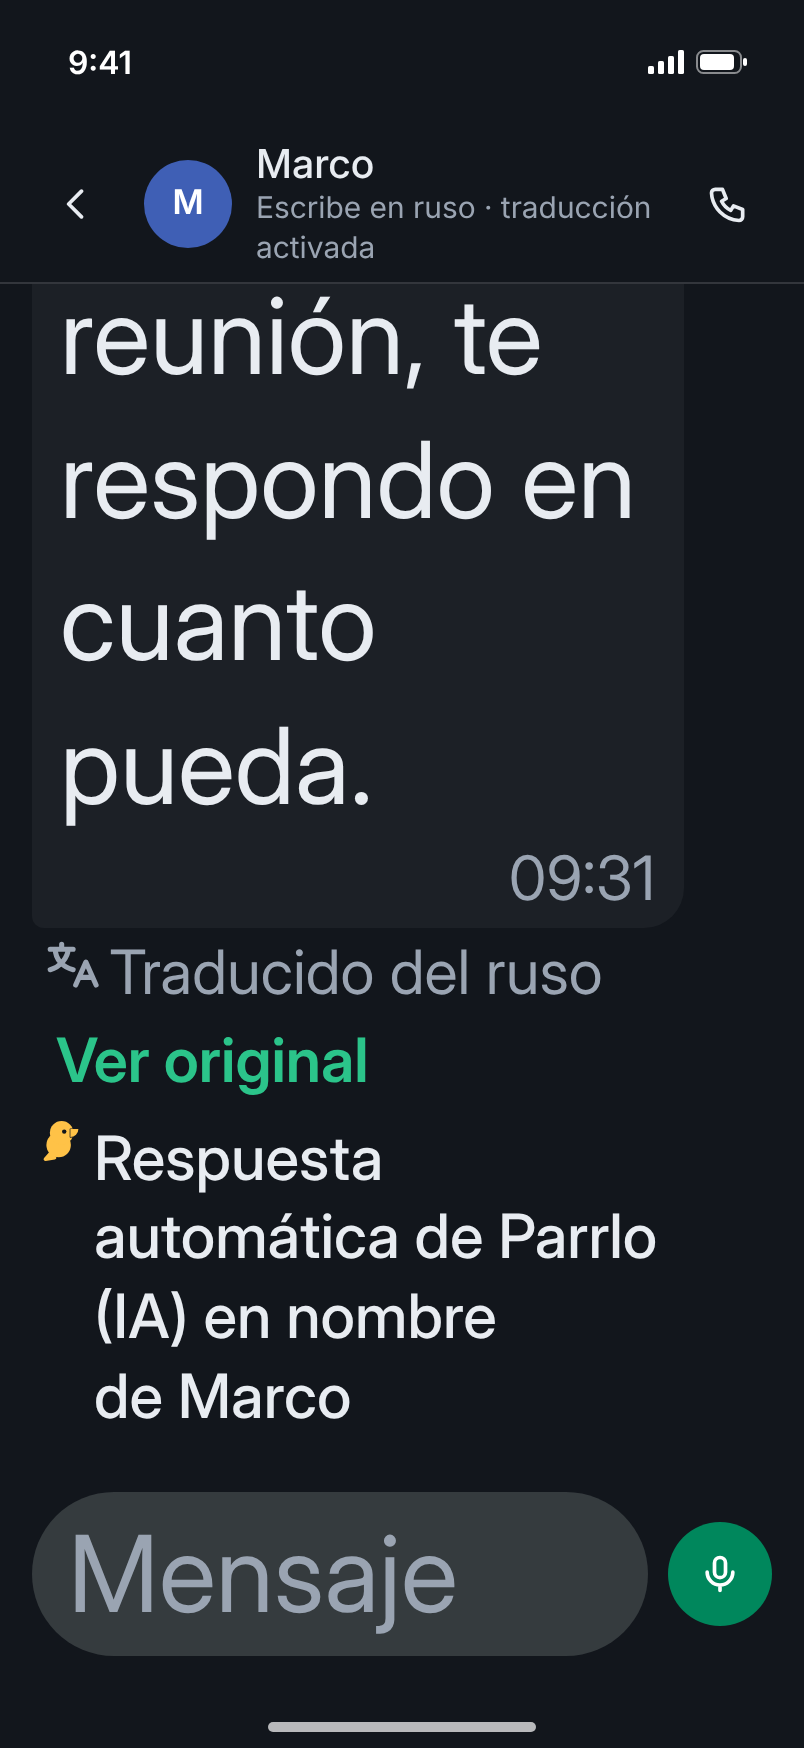 9:41
M
Marco
Escribe en ruso · traducción
activada
reunión, te
respondo en
cuanto
pueda.
09:31
Traducido del ruso
Ver original
Respuesta
automática de Parrlo
(IA) en nombre
de Marco
Mensaje